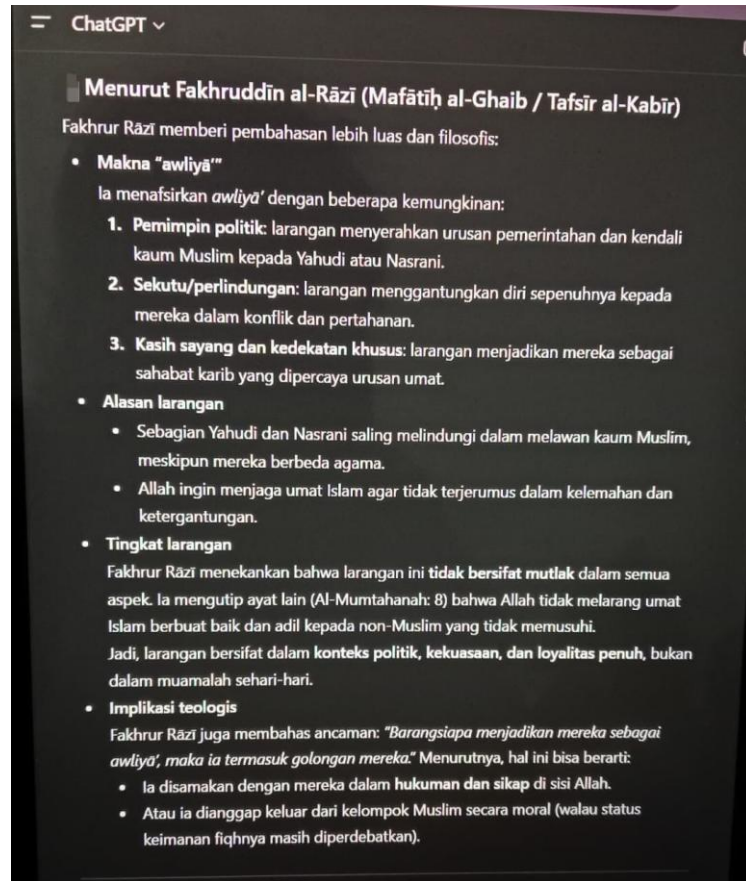 ChatGPT
Menurut Fakhruddīn al-Rāzī (Mafātīḥ al-Ghaib / Tafsīr al-Kabīr)
Fakhrur Rāzī memberi pembahasan lebih luas dan filosofis:
• Makna "awliyā'"
Ia menafsirkan awliyā' dengan beberapa kemungkinan:
1. Pemimpin politik: larangan menyerahkan urusan pemerintahan dan kendali
kaum Muslim kepada Yahudi atau Nasrani.
2. Sekutu/perlindungan: larangan menggantungkan diri sepenuhnya kepada
mereka dalam konflik dan pertahanan.
3. Kasih sayang dan kedekatan khusus: larangan menjadikan mereka sebagai
sahabat karib yang dipercaya urusan umat.
• Alasan larangan
• Sebagian Yahudi dan Nasrani saling melindungi dalam melawan kaum Muslim,
meskipun mereka berbeda agama.
• Allah ingin menjaga umat Islam agar tidak terjerumus dalam kelemahan dan
ketergantungan.
• Tingkat larangan
Fakhrur Rāzī menekankan bahwa larangan ini tidak bersifat mutlak dalam semua
aspek. Ia mengutip ayat lain (Al-Mumtahanah: 8) bahwa Allah tidak melarang umat
Islam berbuat baik dan adil kepada non-Muslim yang tidak memusuhi.
Jadi, larangan bersifat dalam konteks politik, kekuasaan, dan loyalitas penuh, bukan
dalam muamalah sehari-hari.
• Implikasi teologis
Fakhrur Rāzī juga membahas ancaman: "Barangsiapa menjadikan mereka sebagai
awliyā', maka ia termasuk golongan mereka." Menurutnya, hal ini bisa berarti:
• Ia disamakan dengan mereka dalam hukuman dan sikap di sisi Allah.
• Atau ia dianggap keluar dari kelompok Muslim secara moral (walau status
keimanan fiqhnya masih diperdebatkan).